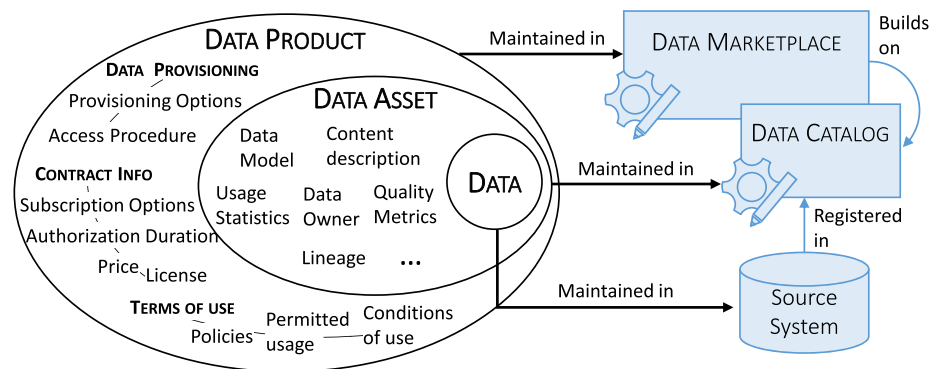 DATA PRODUCT
DATA PROVISIONING
Provisioning Options
Access Procedure
CONTRACT INFO
Subscription Options
Authorization Duration
Price
License
TERMS OF USE
Policies
Permitted
usage
Conditions
of use
DATA ASSET
Data
Model
Content
description
Usage
Statistics
Data
Owner
Quality
Metrics
Lineage
...
DATA
Maintained in
DATA MARKETPLACE
Builds
on
Maintained in
DATA CATALOG
Registered
in
Maintained in
Source
System